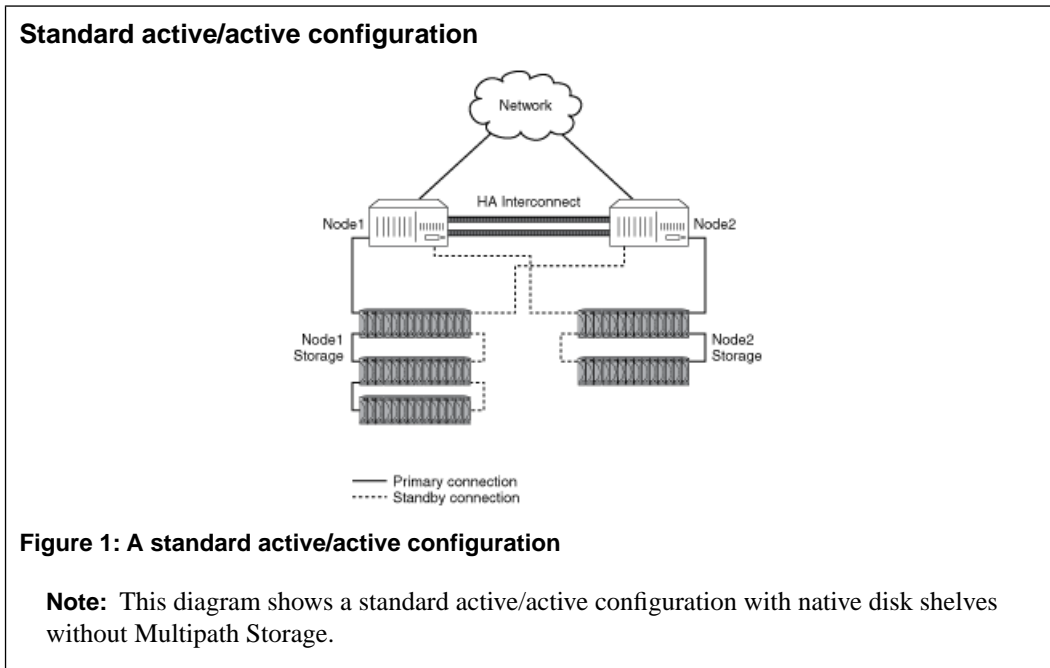 Standard active/active configuration
Network
HA Interconnect
Node1
Node2
Node1
Storage
Node2
Storage
Primary connection
Standby connection
Figure 1: A standard active/active configuration
Note: This diagram shows a standard active/active configuration with native disk shelves
without Multipath Storage.